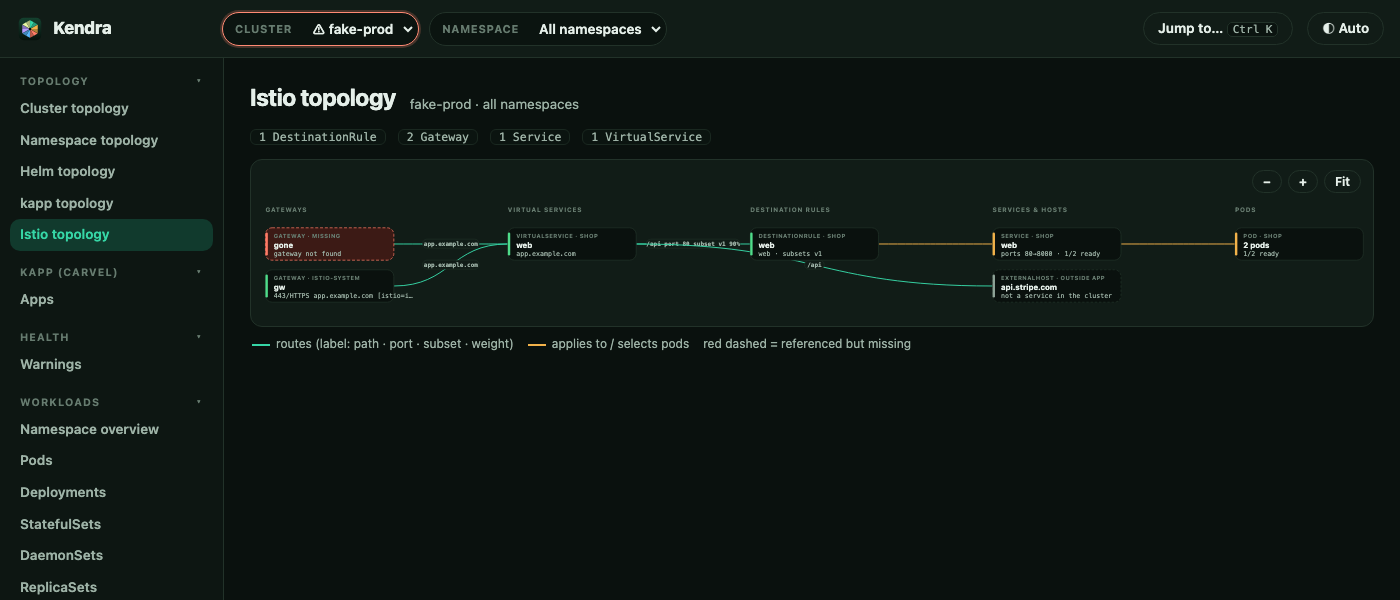 Kendra
CLUSTER ⚠ fake-prod
NAMESPACE All namespaces
Jump to... Ctrl K
Auto
TOPOLOGY
Cluster topology
Namespace topology
Helm topology
kapp topology
Istio topology
KAPP (CARVEL)
Apps
HEALTH
Warnings
WORKLOADS
Namespace overview
Pods
Deployments
StatefulSets
DaemonSets
ReplicaSets
Istio topology fake-prod · all namespaces
1 DestinationRule 2 Gateway 1 Service 1 VirtualService
− + Fit
GATEWAYS VIRTUAL SERVICES DESTINATION RULES SERVICES & HOSTS PODS
GATEWAY · MISSING
gone
gateway not found
app.example.com
VIRTUALSERVICE · SHOP
web
app.example.com
/api port 80 subset v1 90%
DESTINATIONRULE · SHOP
web
web · subsets v1
SERVICE · SHOP
web
ports 80→8080 · 1/2 ready
POD · SHOP
2 pods
1/2 ready
app.example.com
/api
GATEWAY · ISTIO-SYSTEM
gw
443/HTTPS app.example.com [istio=i…
EXTERNALHOST · OUTSIDE APP
api.stripe.com
not a service in the cluster
routes (label: path · port · subset · weight) applies to / selects pods red dashed = referenced but missing